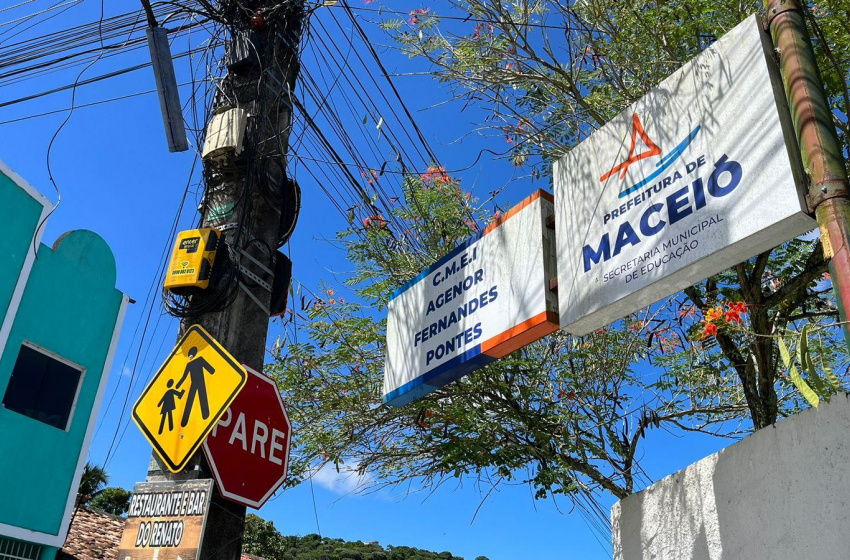 PREFEITURA DE
MACEIÓ
SECRETARIA MUNICIPAL
DE EDUCAÇÃO
C.M.E.I
AGENOR
FERNANDES
PONTES
PARE
RESTAURANTE E BAR
DO RENATO